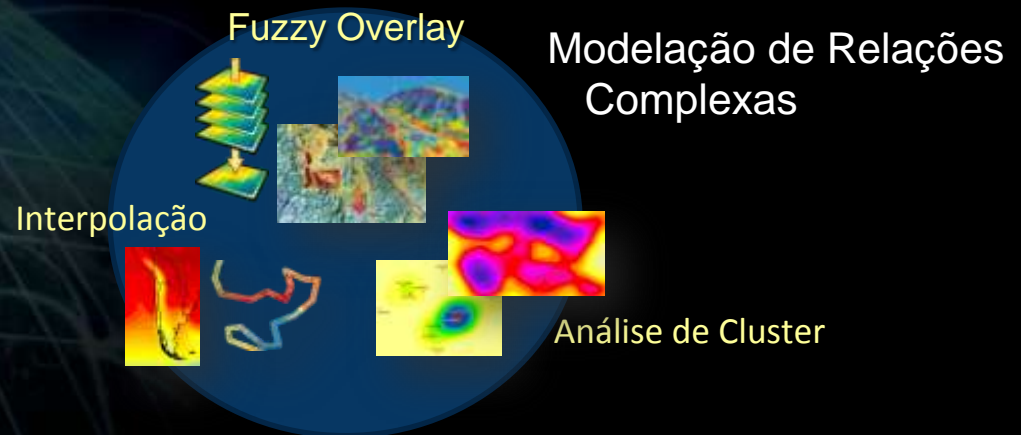 Fuzzy Overlay
Modelação de Relações
Complexas
Interpolação
Análise de Cluster